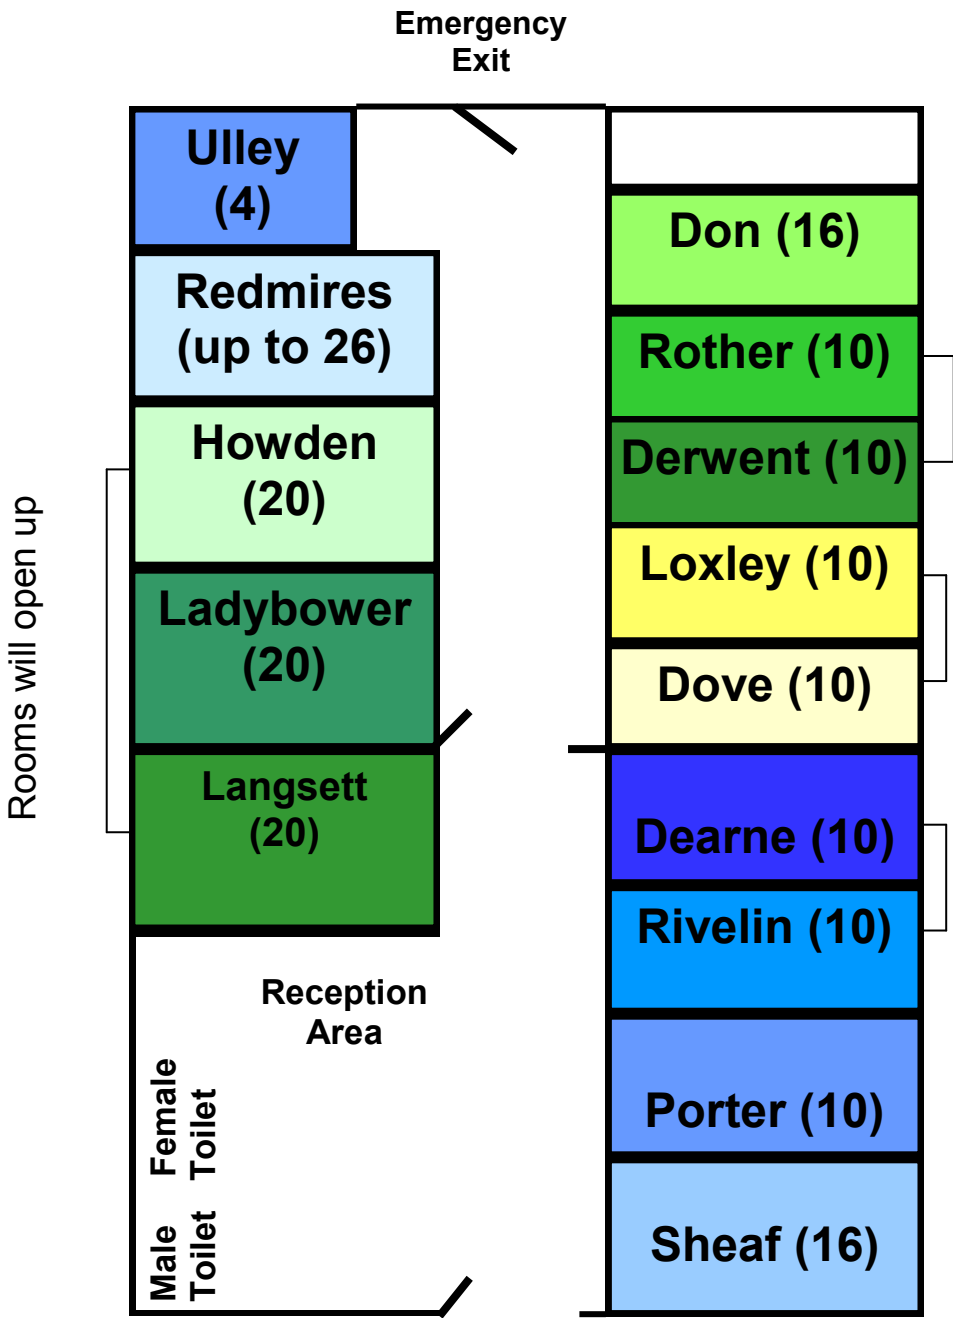 Emergency
Exit
Ulley
(4)
Redmires
(up to 26)
Howden
(20)
Ladybower
(20)
Langsett
(20)
Rooms will open up
Reception
Area
Female
Toilet
Male
Toilet
Don (16)
Rother (10)
Derwent (10)
Loxley (10)
Dove (10)
Dearne (10)
Rivelin (10)
Porter (10)
Sheaf (16)